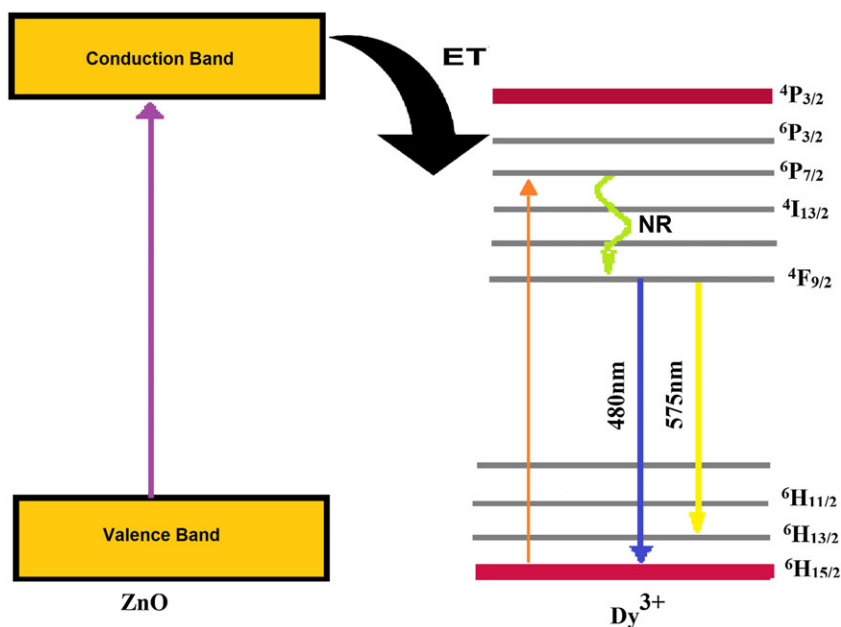 Conduction Band
ET
⁴P₃/₂
⁶P₃/₂
⁶P₇/₂
⁴I₁₃/₂
NR
⁴F₉/₂
480nm
575nm
⁶H₁₁/₂
Valence Band
⁶H₁₃/₂
⁶H₁₅/₂
ZnO
Dy³⁺